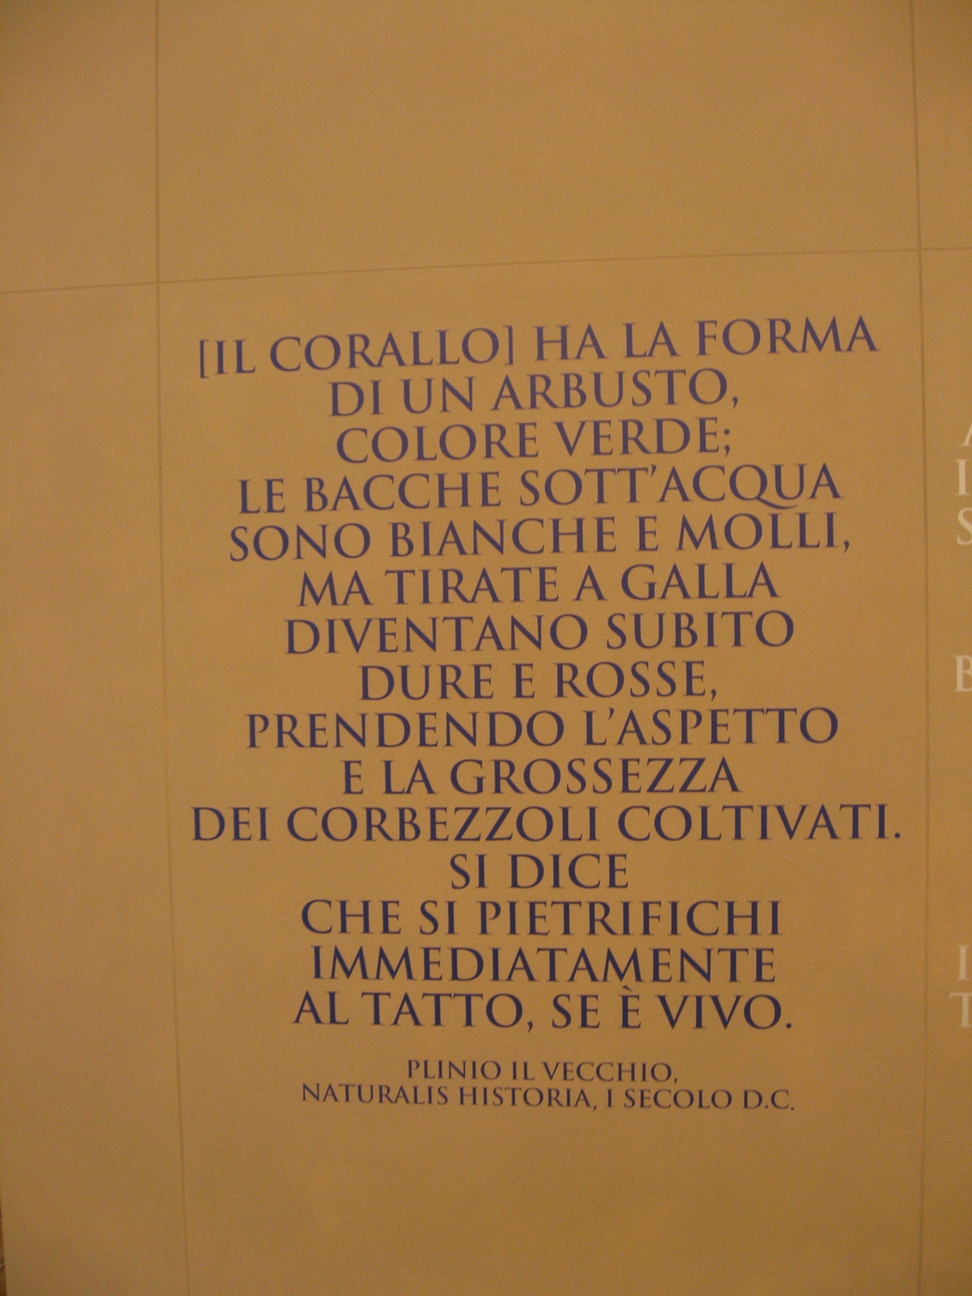 [IL CORALLO] HA LA FORMA
DI UN ARBUSTO,
COLORE VERDE;
LE BACCHE SOTT'ACQUA
SONO BIANCHE E MOLLI,
MA TIRATE A GALLA
DIVENTANO SUBITO
DURE E ROSSE,
PRENDENDO L'ASPETTO
E LA GROSSEZZA
DEI CORBEZZOLI COLTIVATI.
SI DICE
CHE SI PIETRIFICHI
IMMEDIATAMENTE
AL TATTO, SE È VIVO.
PLINIO IL VECCHIO,
NATURALIS HISTORIA, I SECOLO D.C.